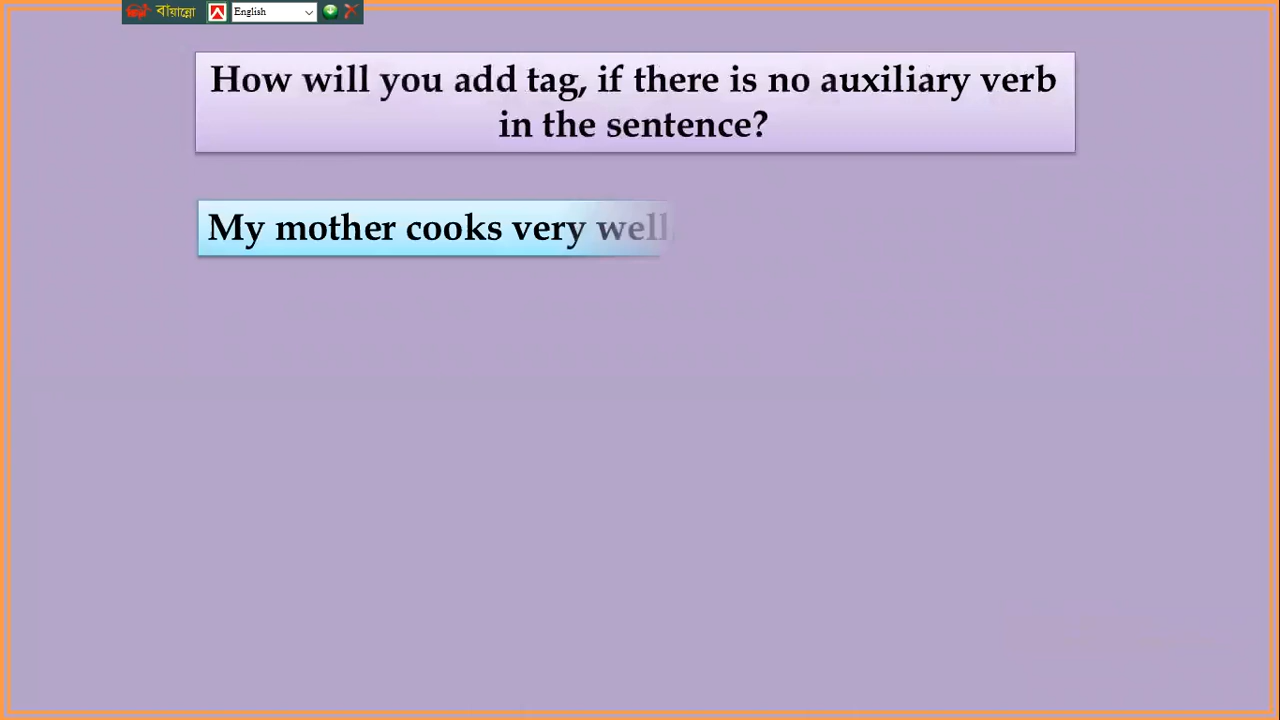 বায়ান্নো English
How will you add tag, if there is no auxiliary verb
in the sentence?
My mother cooks very well